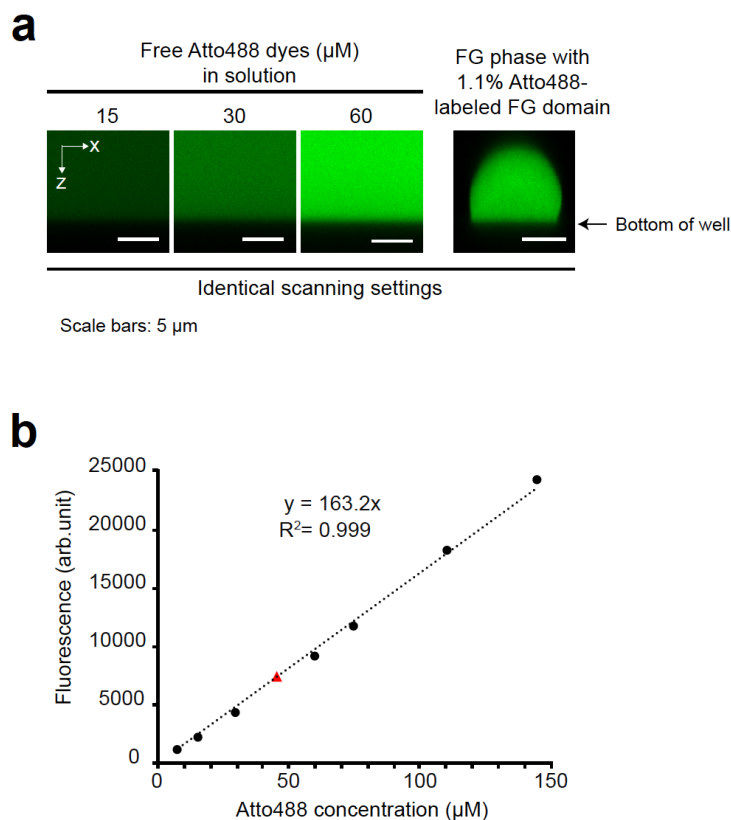 a
Free Atto488 dyes (µM)
in solution
FG phase with
1.1% Atto488-
labeled FG domain
15 30 60
x
z
Bottom of well
Identical scanning settings
Scale bars: 5 µm
b
25000
20000
15000
10000
5000
0
Fluorescence (arb.unit)
y = 163.2x
R²= 0.999
0 50 100 150
Atto488 concentration (µM)